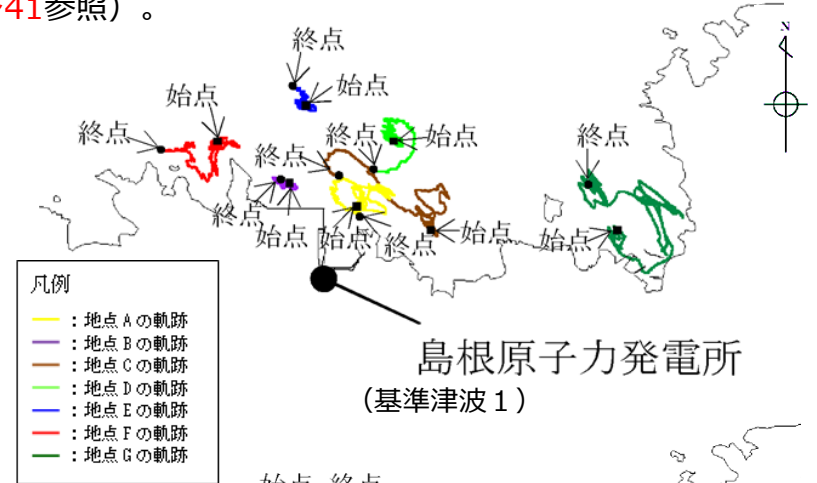 41参照）。
終点
始点
始点
終点
終点
始点
終点
終点
終点
始点
始点
終点
始点
始点
N
凡例
：地点Aの軌跡
：地点Bの軌跡
：地点Cの軌跡
：地点Dの軌跡
：地点Eの軌跡
：地点Fの軌跡
：地点Gの軌跡
島根原子力発電所
（基準津波１）